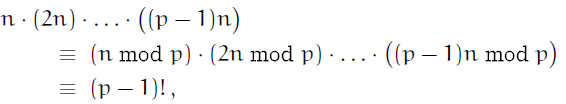 n · (2n) · . . . · ((p − 1)n)
≡ (n mod p) · (2n mod p) · . . . · ((p − 1)n mod p)
≡ (p − 1)! ,